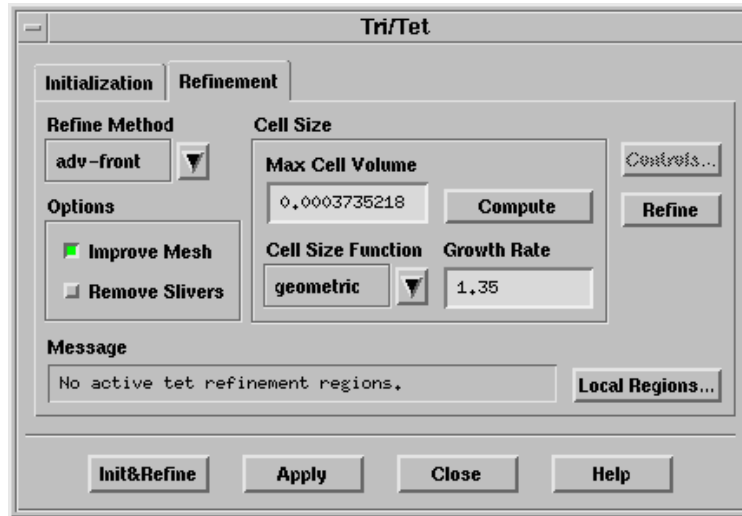 Tri/Tet
Initialization
Refinement
Refine Method
adv-front
Options
Improve Mesh
Remove Slivers
Cell Size
Max Cell Volume
0.0003735218
Compute
Cell Size Function
geometric
Growth Rate
1.35
Controls...
Refine
Message
No active tet refinement regions.
Local Regions...
Init&Refine
Apply
Close
Help